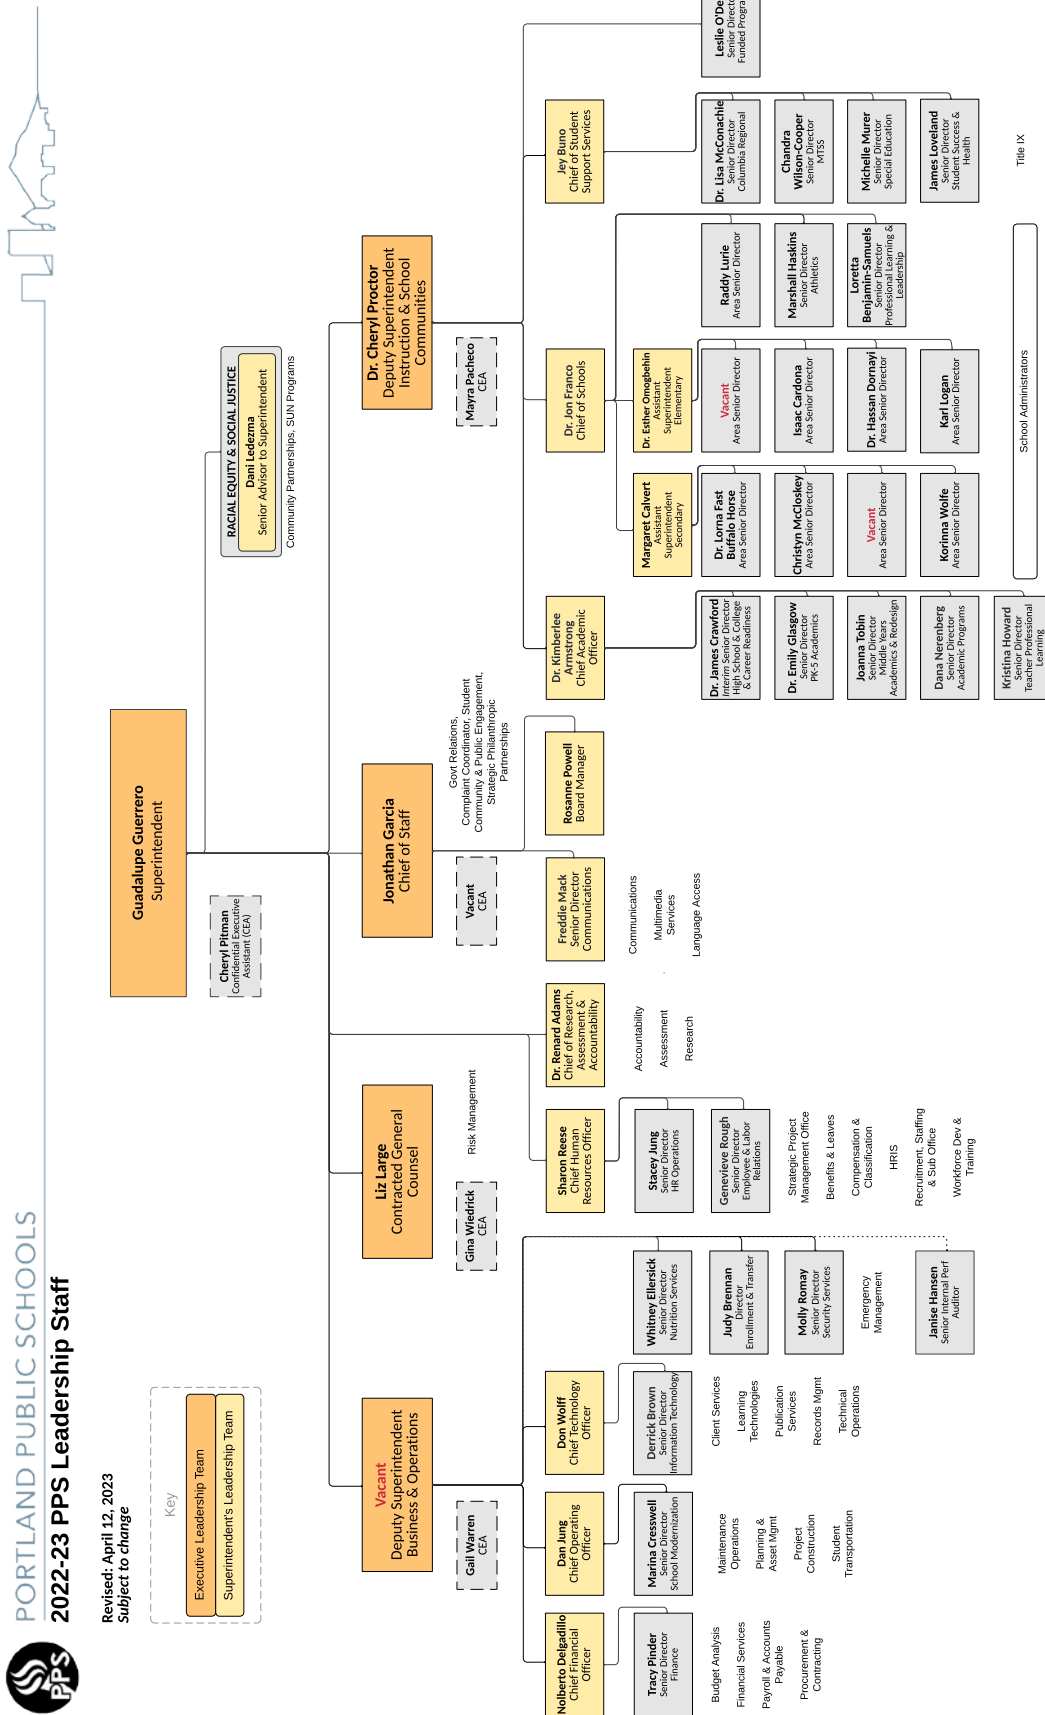 PORTLAND PUBLIC SCHOOLS
2022-23 PPS Leadership Staff
PPS
Revised: April 12, 2023
Subject to change
Key
Executive Leadership Team
Superintendent's Leadership Team
Guadalupe Guerrero
Superintendent
Cheryl Pitman
Confidential Executive
Assistant (CEA)
RACIAL EQUITY & SOCIAL JUSTICE
Dani Ledezma
Senior Advisor to Superintendent
Community Partnerships, SUN Programs
Vacant
Deputy Superintendent
Business & Operations
Gail Warren
CEA
Liz Large
Contracted General
Counsel
Gina Wiedrick
CEA
Risk Management
Jonathan Garcia
Chief of Staff
Vacant
CEA
Govt Relations,
Complaint Coordinator, Student
Community & Public Engagement,
Strategic Philanthropic
Partnerships
Dr. Cheryl Proctor
Deputy Superintendent
Instruction & School
Communities
Mayra Pacheco
CEA
Nolberto Delgadillo
Chief Financial
Officer
Tracy Pinder
Senior Director
Finance
Budget Analysis
Financial Services
Payroll & Accounts
Payable
Procurement &
Contracting
Dan Jung
Chief Operating
Officer
Marina Cresswell
Senior Director
School Modernization
Maintenance
Operations
Planning &
Asset Mgmt
Project
Construction
Student
Transportation
Don Wolff
Chief Technology
Officer
Derrick Brown
Senior Director
Information Technology
Client Services
Learning
Technologies
Publication
Services
Records Mgmt
Technical
Operations
Whitney Ellersick
Senior Director
Nutrition Services
Judy Brennan
Director
Enrollment & Transfer
Molly Romay
Senior Director
Security Services
Emergency
Management
Janise Hansen
Senior Internal Perf
Auditor
Sharon Reese
Chief Human
Resources Officer
Stacey Jung
Senior Director
HR Operations
Genevieve Rough
Senior Director
Employee & Labor
Relations
Strategic Project
Management Office
Benefits & Leaves
Compensation &
Classification
HRIS
Recruitment, Staffing
& Sub Office
Workforce Dev &
Training
Dr. Renard Adams
Chief of Research,
Assessment &
Accountability
Accountability
Assessment
Research
Freddie Mack
Senior Director
Communications
Communications
Multimedia
Services
Language Access
Rosanne Powell
Board Manager
Dr. Kimberlee
Armstrong
Chief Academic
Officer
Dr. James Crawford
Interim Senior Director
High School & College
& Career Readiness
Dr. Emily Glasgow
Senior Director
PK-5 Academics
Joanna Tobin
Senior Director
Middle Years
Academics & Redesign
Dana Nerenberg
Senior Director
Academic Programs
Kristina Howard
Senior Director
Teacher Professional
Learning
Dr. Jon Franco
Chief of Schools
Margaret Calvert
Assistant
Superintendent
Secondary
Dr. Lorna Fast
Buffalo Horse
Area Senior Director
Christyn McCloskey
Area Senior Director
Vacant
Area Senior Director
Korinna Wolfe
Area Senior Director
Dr. Esther Omogbehin
Assistant
Superintendent
Elementary
Vacant
Area Senior Director
Isaac Cardona
Area Senior Director
Dr. Hassan Dornayi
Area Senior Director
Karl Logan
Area Senior Director
Raddy Lurie
Area Senior Director
Marshall Haskins
Senior Director
Athletics
Loretta
Benjamin-Samuels
Senior Director
Professional Learning &
Leadership
School Administrators
Jey Buno
Chief of Student
Support Services
Dr. Lisa McConachie
Senior Director
Columbia Regional
Chandra
Wilson-Cooper
Senior Director
MTSS
Michelle Murer
Senior Director
Special Education
James Loveland
Senior Director
Student Success &
Health
Title IX
Leslie O'De
Senior Directo
Funded Progra